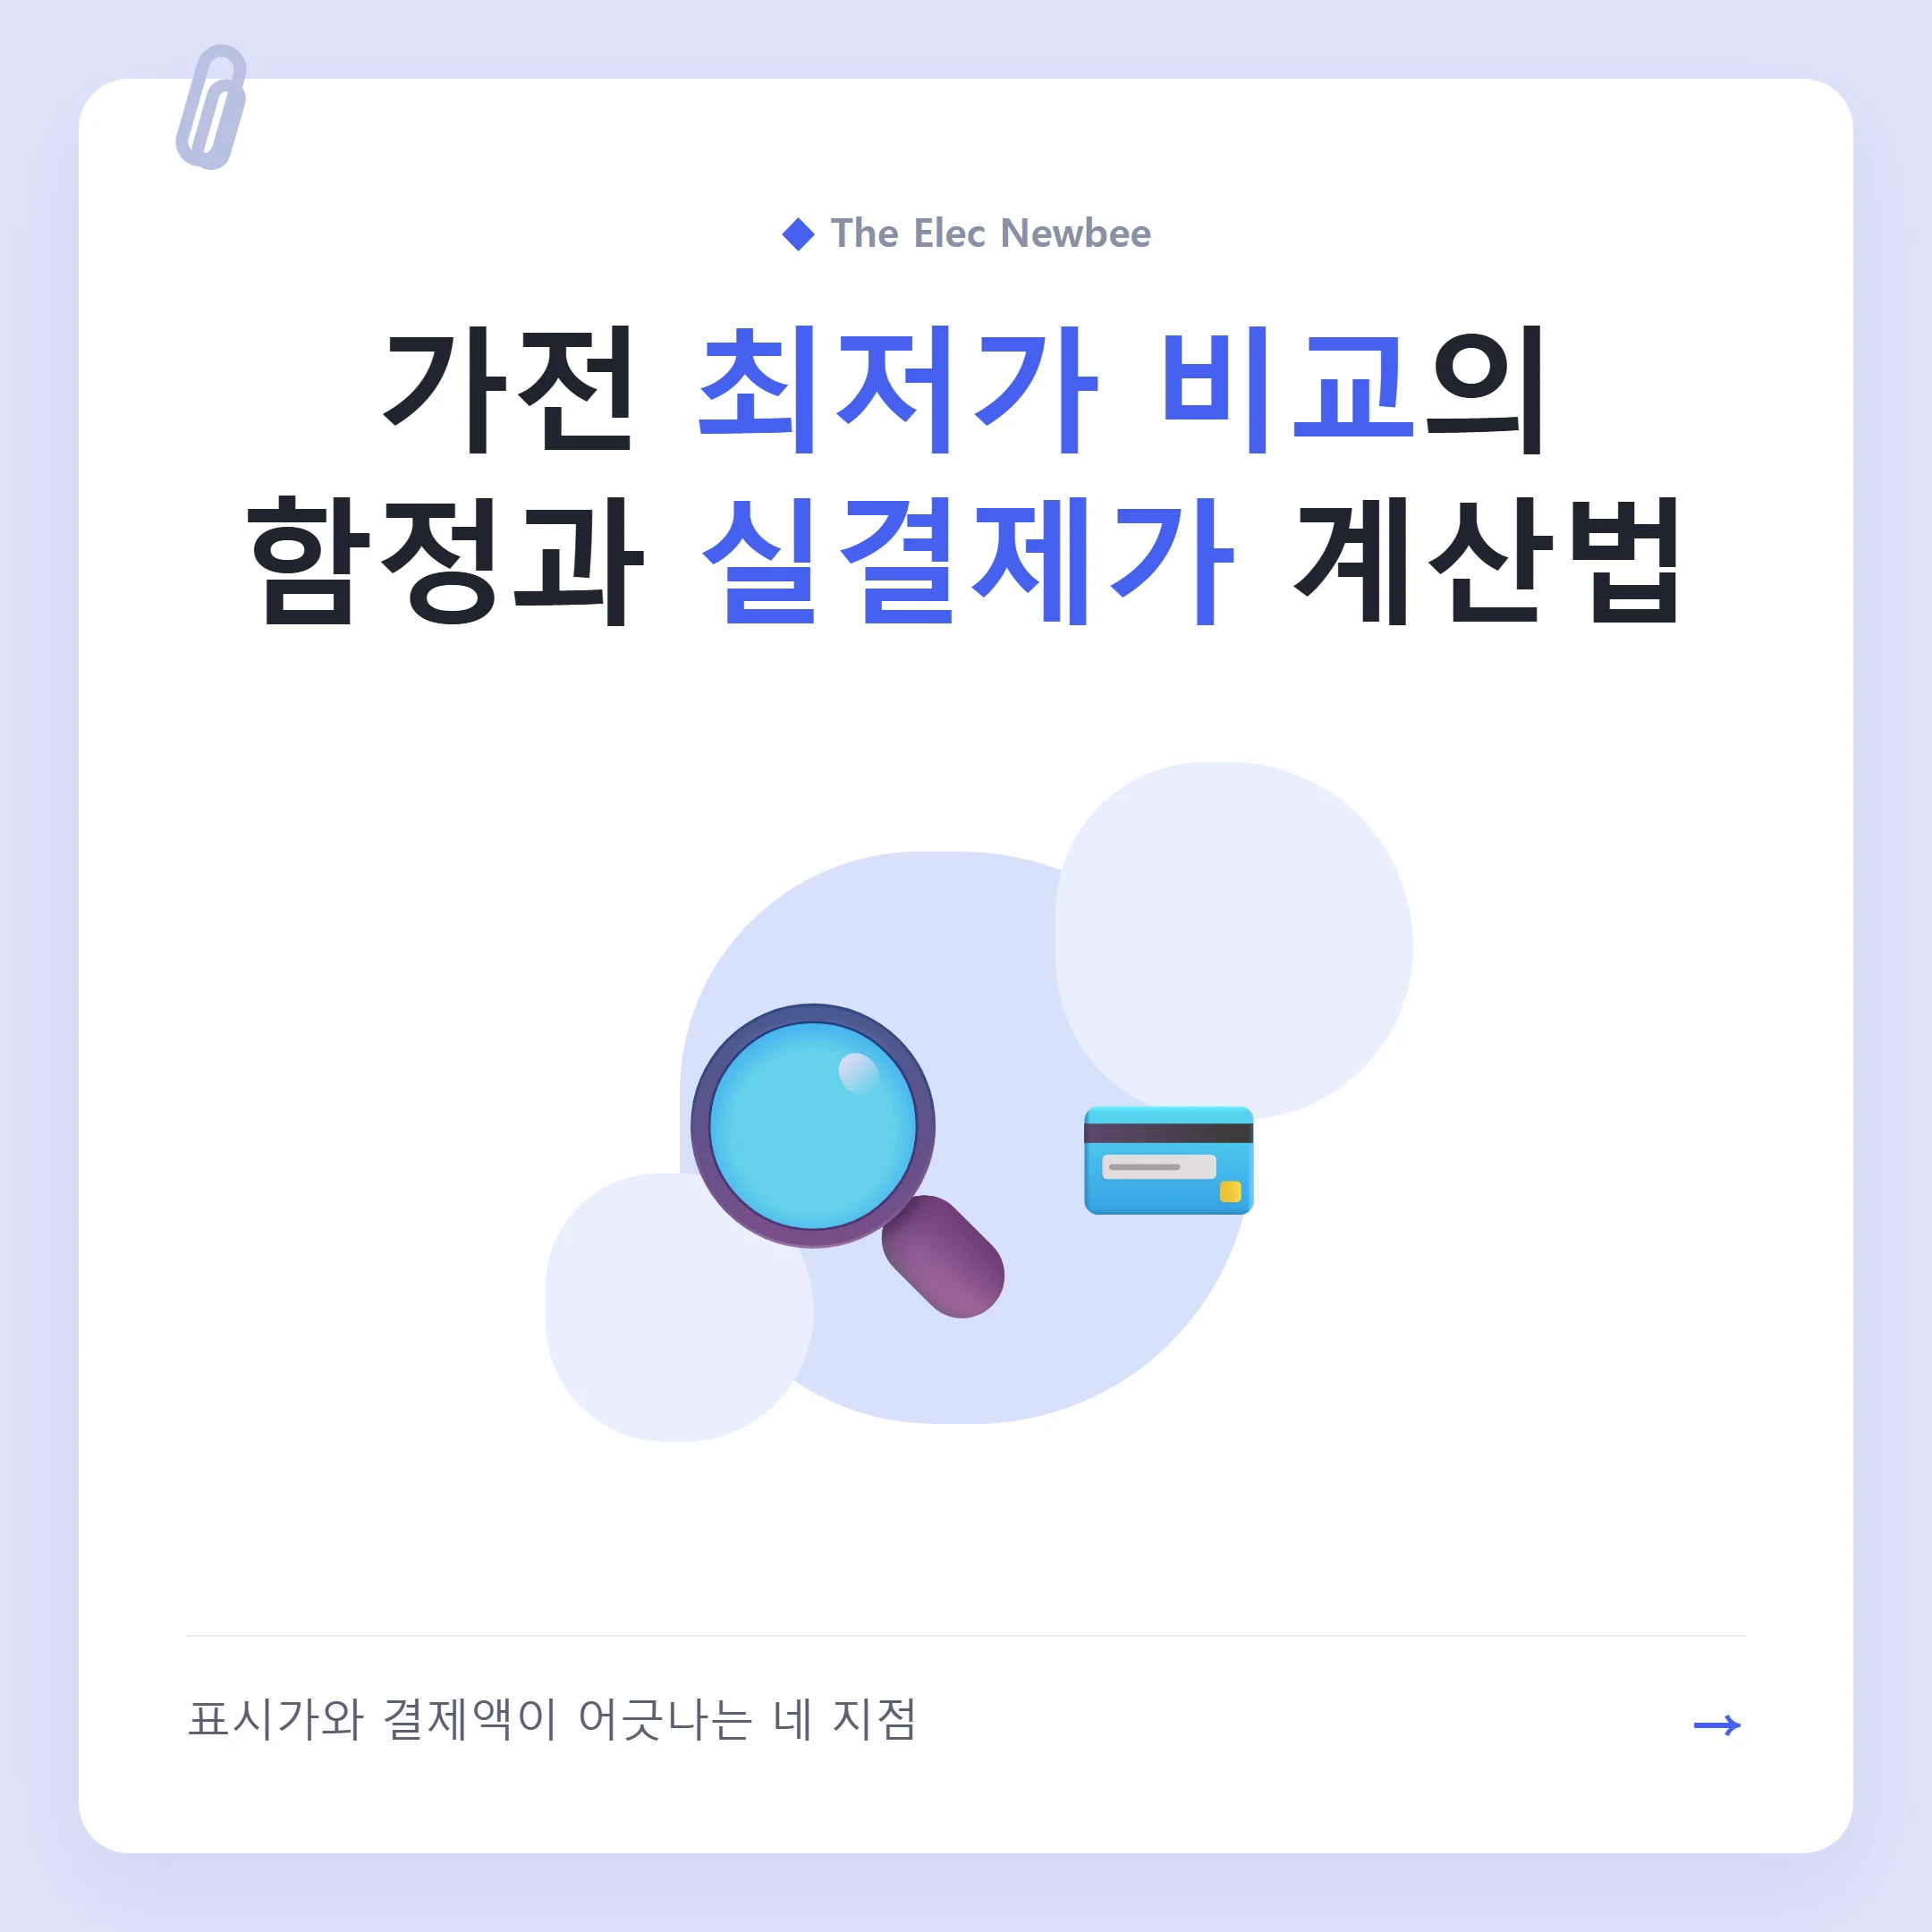 The Elec Newbee
가전 최저가 비교의
함정과 실결제가 계산법
표시가와 결제액이 어긋나는 네 지점
→